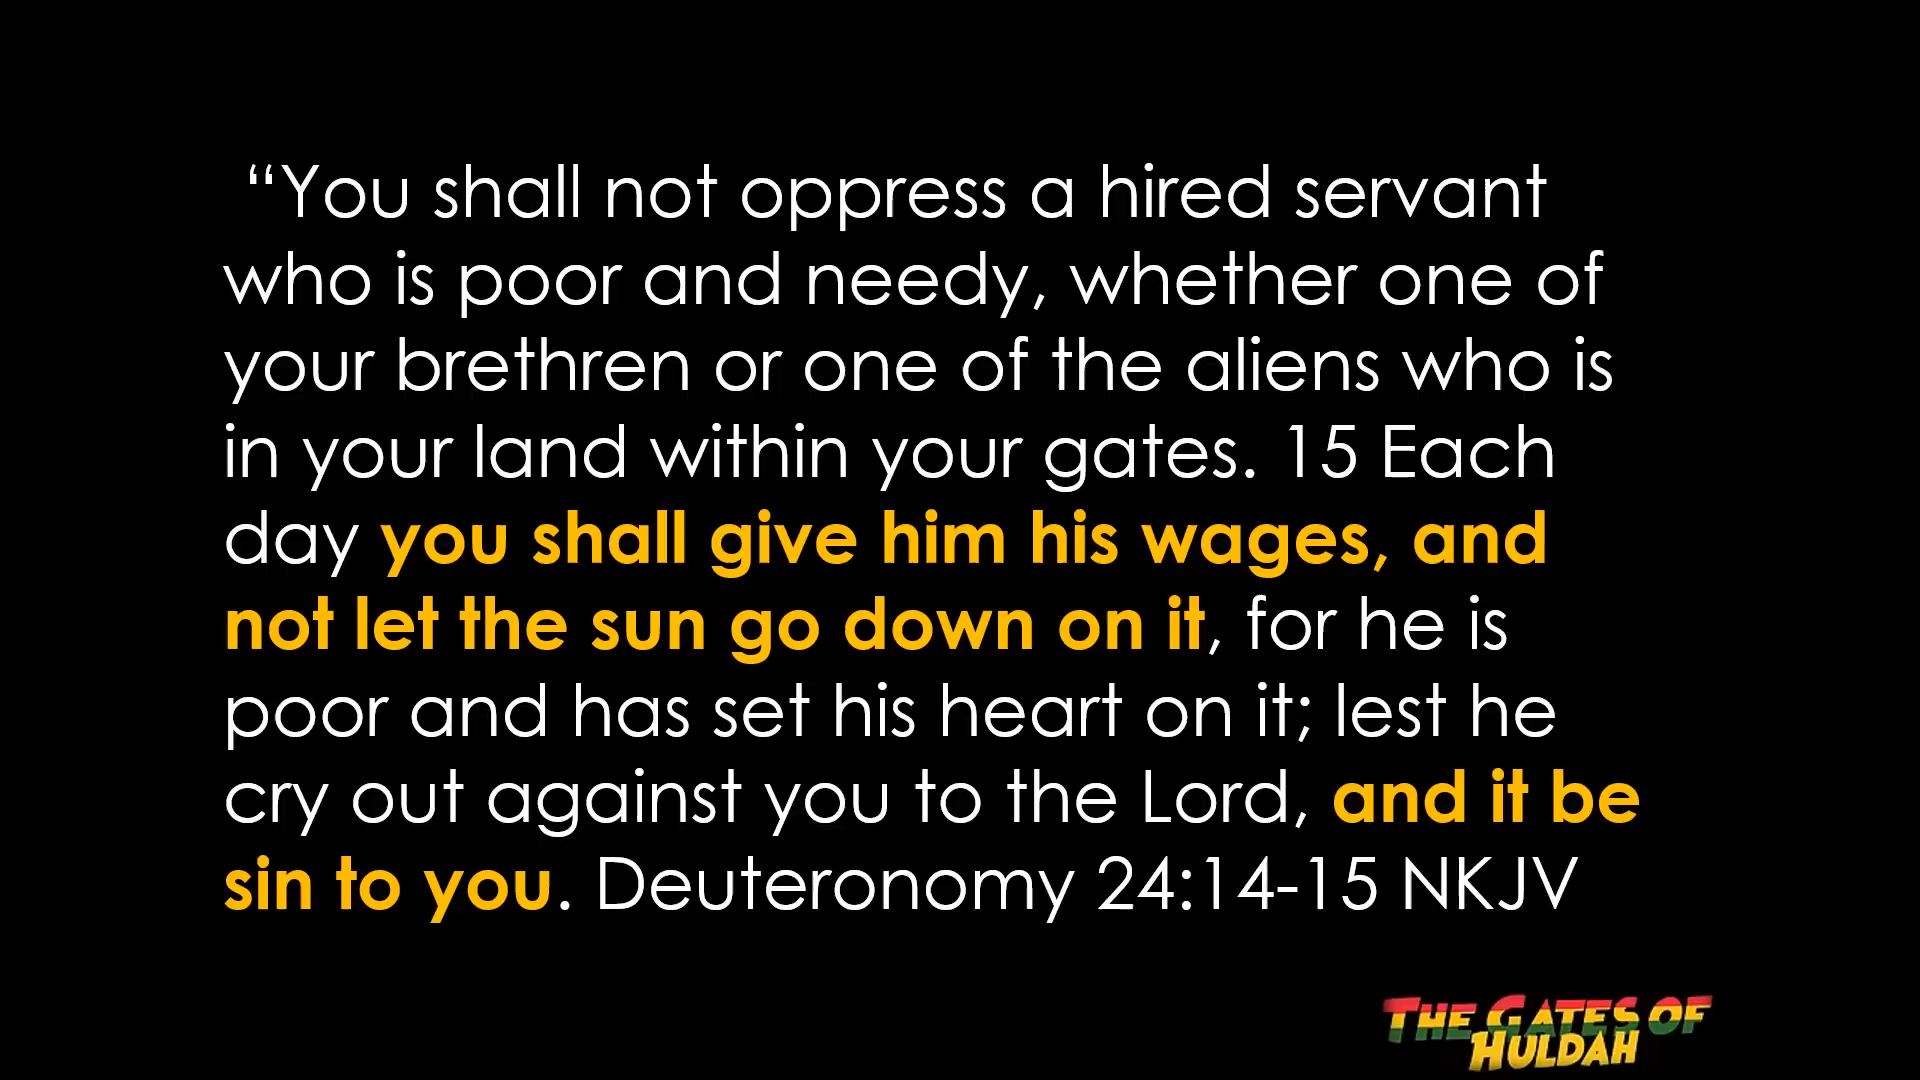 “You shall not oppress a hired servant
who is poor and needy, whether one of
your brethren or one of the aliens who is
in your land within your gates. 15 Each
day you shall give him his wages, and
not let the sun go down on it, for he is
poor and has set his heart on it; lest he
cry out against you to the Lord, and it be
sin to you. Deuteronomy 24:14-15 NKJV
THE GATES OF
HULDAH